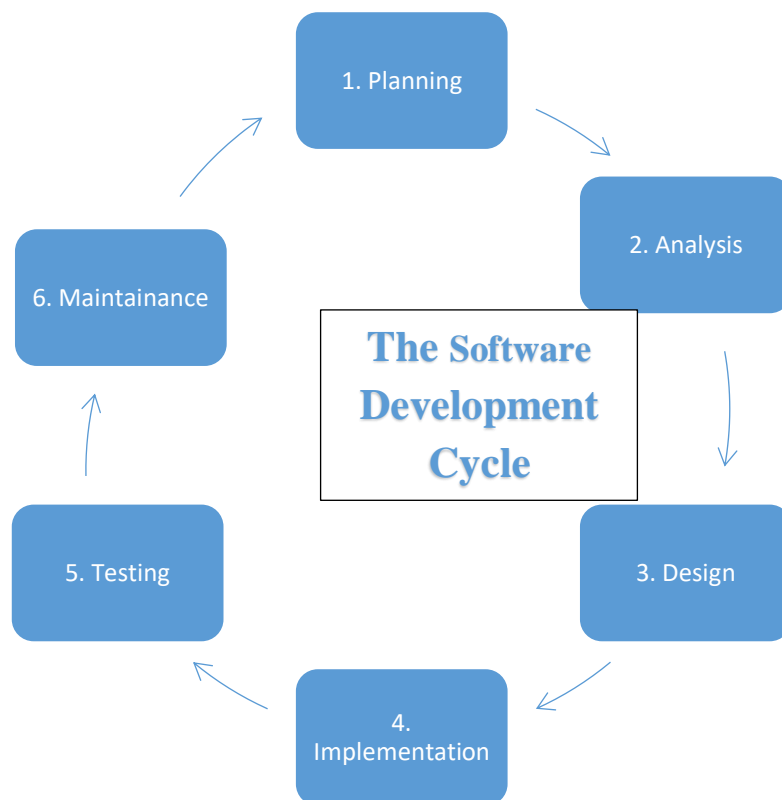 1. Planning
2. Analysis
6. Maintainance
The Software
Development
Cycle
5. Testing
3. Design
4.
Implementation